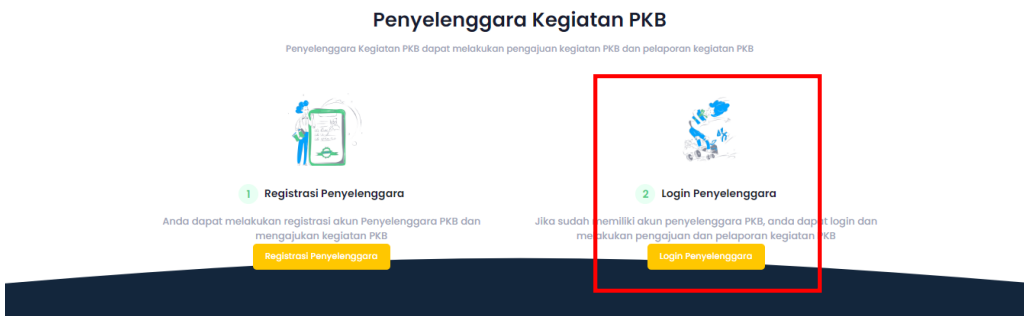 Penyelenggara Kegiatan PKB
Penyelenggara Kegiatan PKB dapat melakukan pengajuan kegiatan PKB dan pelaporan kegiatan PKB
1 Registrasi Penyelenggara
Anda dapat melakukan registrasi akun Penyelenggara PKB dan
mengajukan kegiatan PKB
Registrasi Penyelenggara
2 Login Penyelenggara
Jika sudah memiliki akun penyelenggara PKB, anda dapat login dan
melakukan pengajuan dan pelaporan kegiatan PKB
Login Penyelenggara